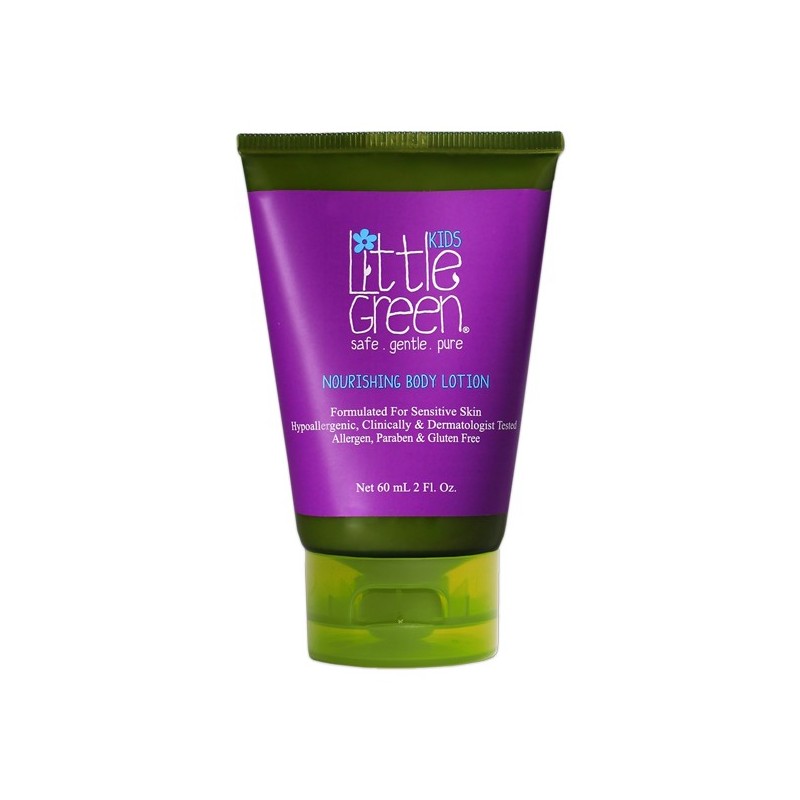 KIDS
Little
Green®
safe . gentle . pure
NOURISHING BODY LOTION
Formulated For Sensitive Skin
Hypoallergenic, Clinically & Dermatologist Tested
Allergen, Paraben & Gluten Free
Net 60 mL 2 Fl. Oz.